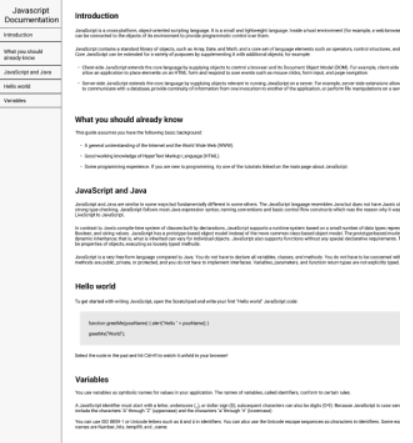 Javascript
Documentation
Introduction
What you should
already know
JavaScript and Java
Hello world
Variables
Introduction
JavaScript is a cross-platform, object-oriented scripting language. It is a small and lightweight language. Inside a host environment (for example, a web browser
can be connected to the objects of its environment to provide programmatic control over them.
JavaScript contains a standard library of objects, such as Array, Date, and Math, and a core set of language elements such as operators, control structures, and
Core JavaScript can be extended for a variety of purposes by supplementing it with additional objects; for example:
Client-side JavaScript extends the core language by supplying objects to control a browser and its Document Object Model (DOM). For example, client-side
allow an application to place elements on an HTML form and respond to user events such as mouse clicks, form input, and page navigation.
Server-side JavaScript extends the core language by supplying objects relevant to running JavaScript on a server. For example, server-side extensions allow
to communicate with a database, provide continuity of information from one invocation to another of the application, or perform file manipulations on a
What you should already know
This guide assumes you have the following basic background:
A general understanding of the Internet and the World Wide Web (WWW).
Good working knowledge of HyperText Markup Language (HTML).
Some programming experience. If you are new to programming, try one of the tutorials linked on the main page about JavaScript.
JavaScript and Java
JavaScript and Java are similar in some ways but fundamentally different in some others. The JavaScript language resembles Java but does not have Java's
strong type checking. JavaScript follows most Java expression syntax, naming conventions and basic control-flow constructs which was the reason why it was
LiveScript to JavaScript.
In contrast to Java's compile-time system of classes built by declarations, JavaScript supports a runtime system based on a small number of data types
Boolean, and string values. JavaScript has a prototype-based object model instead of the more common class-based object model. The prototype-based
dynamic inheritance; that is, what is inherited can vary for individual objects. JavaScript also supports functions without any special declarative requirements.
be properties of objects, executing as loosely typed methods.
JavaScript is a very free-form language compared to Java. You do not have to declare all variables, classes, and methods. You do not have to be concerned
methods are public, private, or protected, and you do not have to implement interfaces. Variables, parameters, and function return types are not explicitly typed.
Hello world
To get started with writing JavaScript, open the Scratchpad and write your first "Hello world" JavaScript code:
function greetMe(yourName) { alert("Hello " + yourName); }
greetMe("World");
Select the code in the pad and hit Ctrl+R to watch it unfold in your browser!
Variables
You use variables as symbolic names for values in your application. The names of variables, called identifiers, conform to certain rules.
A JavaScript identifier must start with a letter, underscore (_), or dollar sign ($); subsequent characters can also be digits (0-9). Because JavaScript is case
include the characters "A" through "Z" (uppercase) and the characters "a" through "z" (lowercase).
You can use ISO 8859-1 or Unicode letters such as å and ü in identifiers. You can also use the Unicode escape sequences as characters in identifiers. Some
names are Number_hits, temp99, and _name.